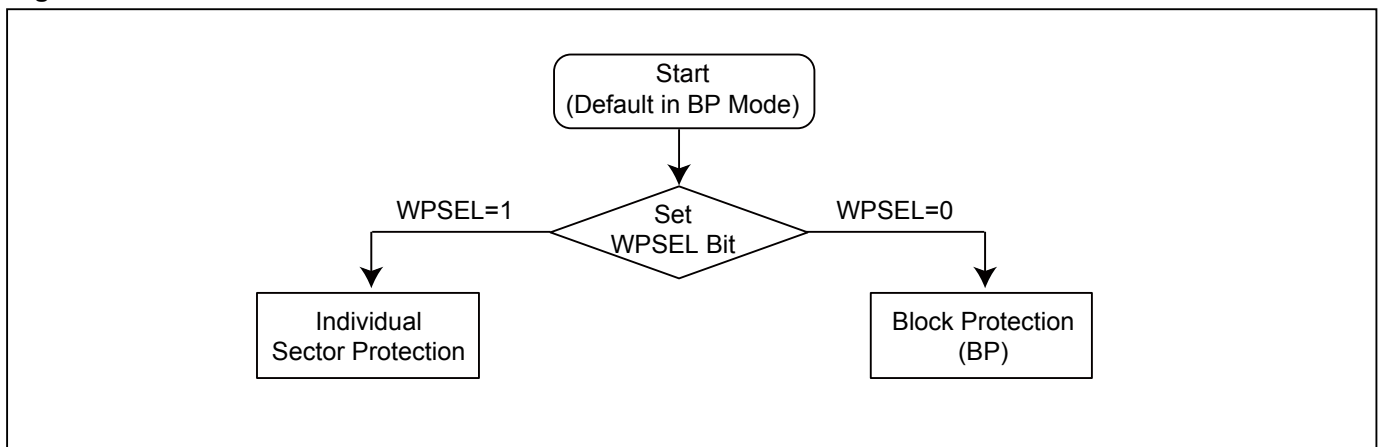 Start
(Default in BP Mode)
WPSEL=1
Set
WPSEL Bit
WPSEL=0
Individual
Sector Protection
Block Protection
(BP)